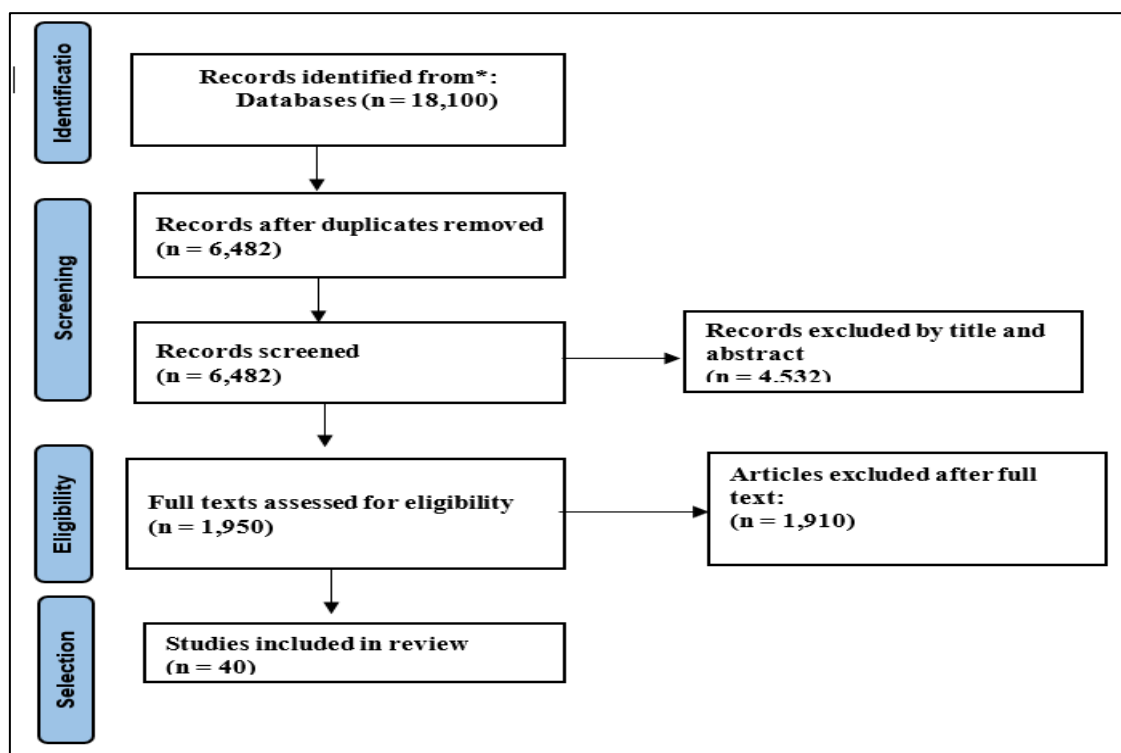 Identificatio
Records identified from*:
Databases (n = 18,100)
Screening
Records after duplicates removed
(n = 6,482)
Records screened
(n = 6,482)
Records excluded by title and
abstract
(n = 4,532)
Eligibility
Full texts assessed for eligibility
(n = 1,950)
Articles excluded after full
text:
(n = 1,910)
Selection
Studies included in review
(n = 40)